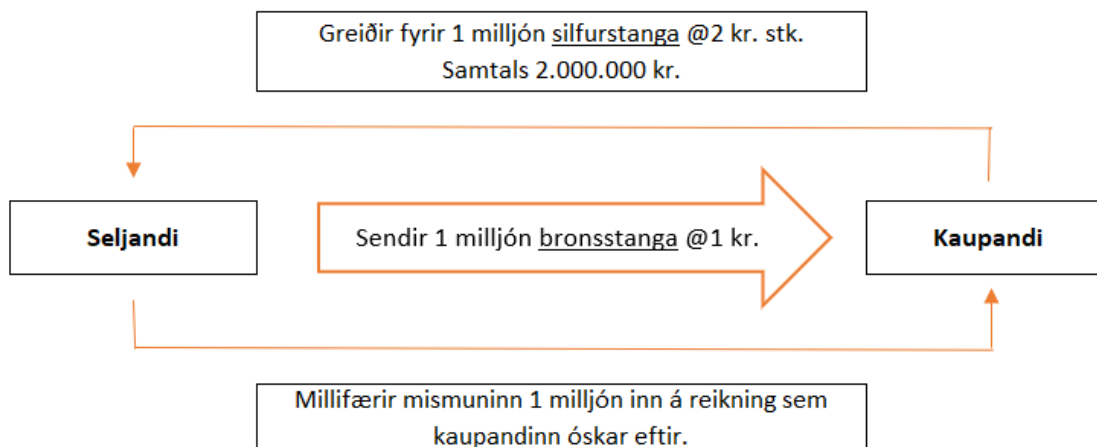 Greiðir fyrir 1 milljón silfurstanga @2 kr. stk.
Samtals 2.000.000 kr.
Seljandi
Sendir 1 milljón bronsstanga @1 kr.
Kaupandi
Millifærir mismuninn 1 milljón inn á reikning sem
kaupandinn óskar eftir.